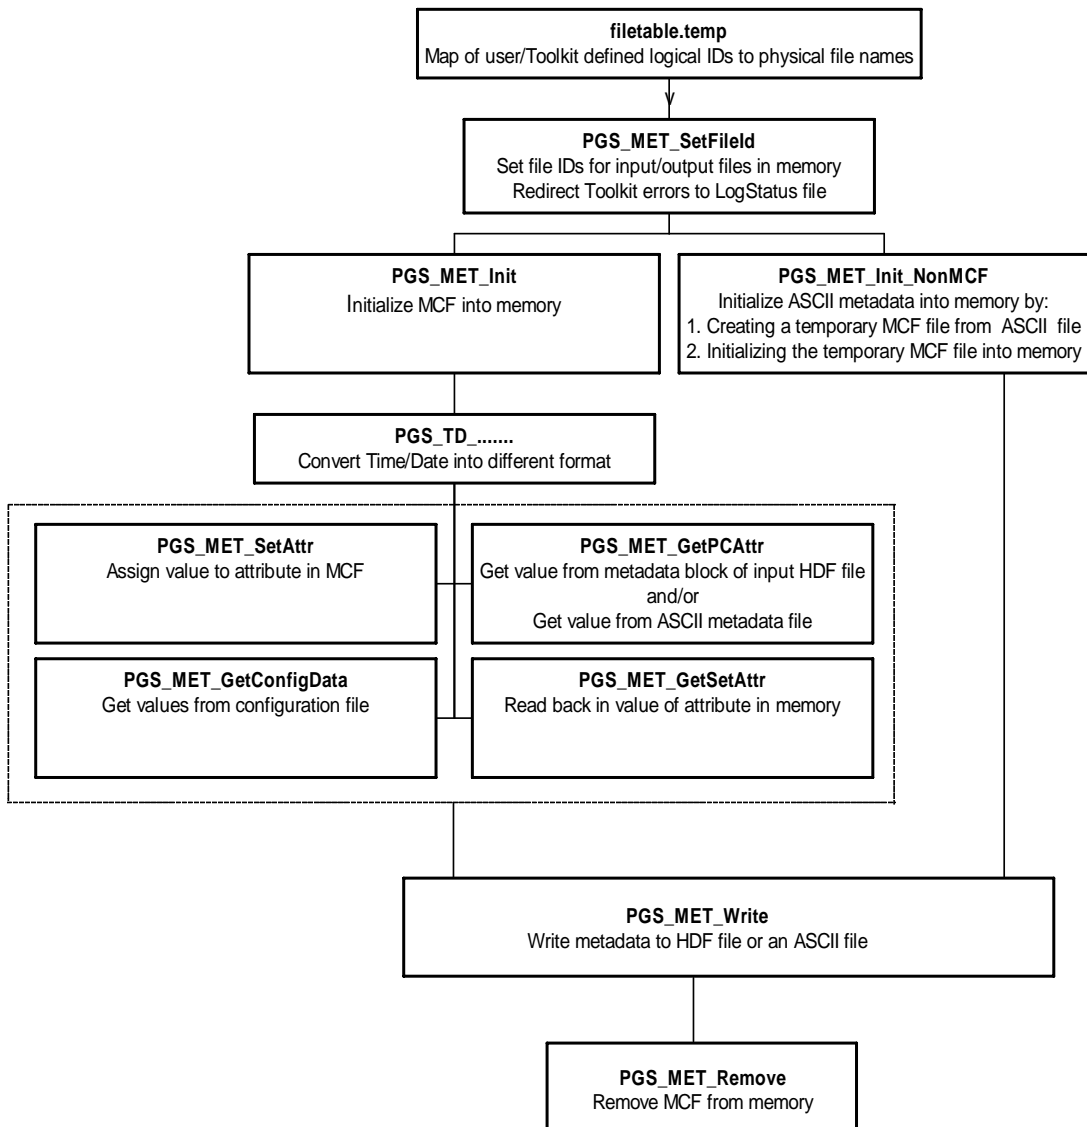 filetable.temp
Map of user/Toolkit defined logical IDs to physical file names
PGS_MET_SetFileId
Set file IDs for input/output files in memory
Redirect Toolkit errors to LogStatus file
PGS_MET_Init
Initialize MCF into memory
PGS_MET_Init_NonMCF
Initialize ASCII metadata into memory by:
1. Creating a temporary MCF file from ASCII file
2. Initializing the temporary MCF file into memory
PGS_TD_.......
Convert Time/Date into different format
PGS_MET_SetAttr
Assign value to attribute in MCF
PGS_MET_GetPCAttr
Get value from metadata block of input HDF file
and/or
Get value from ASCII metadata file
PGS_MET_GetConfigData
Get values from configuration file
PGS_MET_GetSetAttr
Read back in value of attribute in memory
PGS_MET_Write
Write metadata to HDF file or an ASCII file
PGS_MET_Remove
Remove MCF from memory